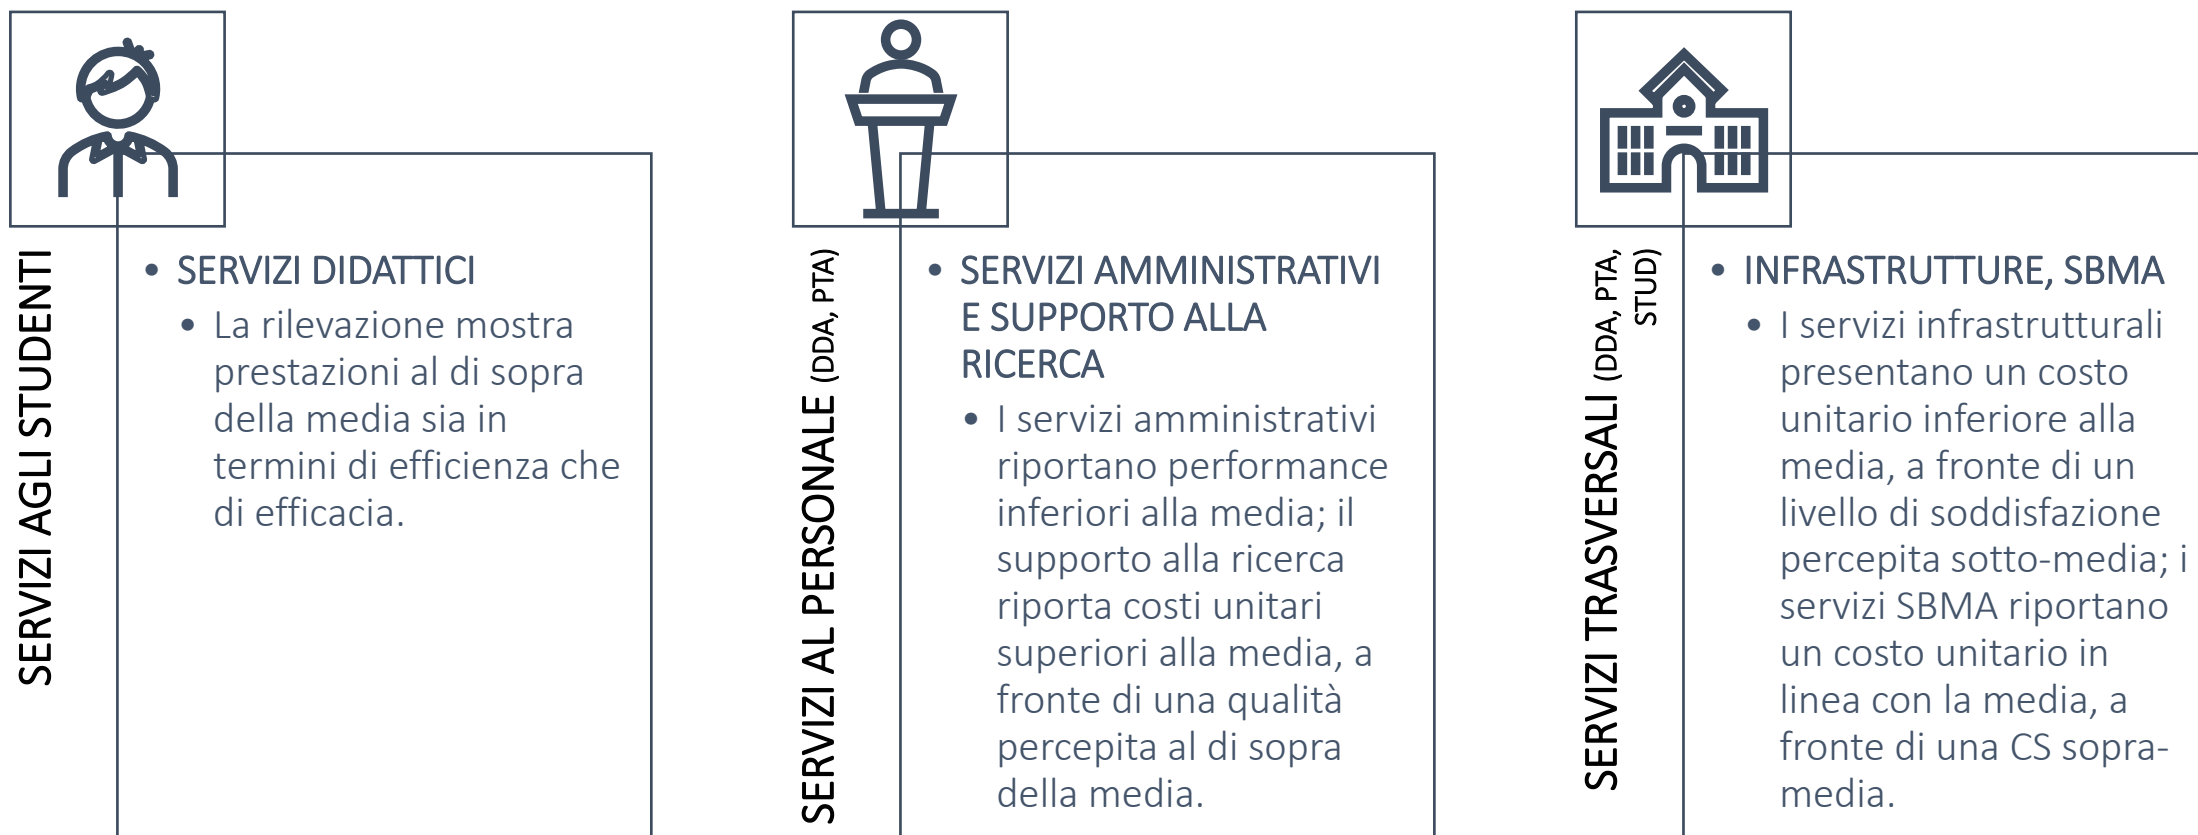 SERVIZI AGLI STUDENTI
• SERVIZI DIDATTICI
• La rilevazione mostra
prestazioni al di sopra
della media sia in
termini di efficienza che
di efficacia.
SERVIZI AL PERSONALE (DDA, PTA)
• SERVIZI AMMINISTRATIVI
E SUPPORTO ALLA
RICERCA
• I servizi amministrativi
riportano performance
inferiori alla media; il
supporto alla ricerca
riporta costi unitari
superiori alla media, a
fronte di una qualità
percepita al di sopra
della media.
SERVIZI TRASVERSALI (DDA, PTA,
STUD)
• INFRASTRUTTURE, SBMA
• I servizi infrastrutturali
presentano un costo
unitario inferiore alla
media, a fronte di un
livello di soddisfazione
percepita sotto-media; i
servizi SBMA riportano
un costo unitario in
linea con la media, a
fronte di una CS sopra-
media.